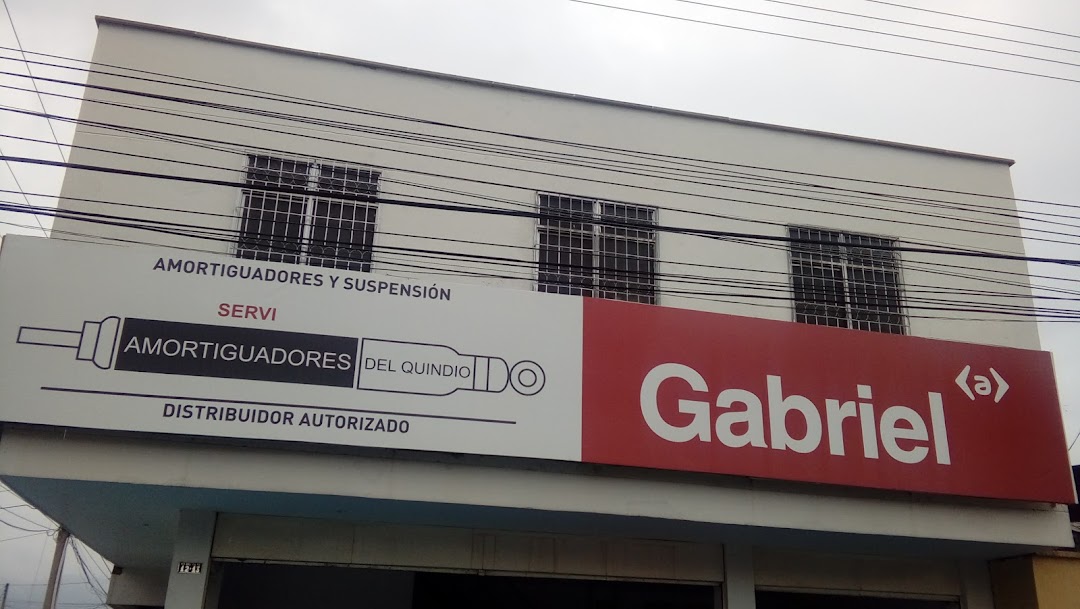 AMORTIGUADORES Y SUSPENSIÓN
SERVI
AMORTIGUADORES
DEL QUINDIO
DISTRIBUIDOR AUTORIZADO
Gabriel
a